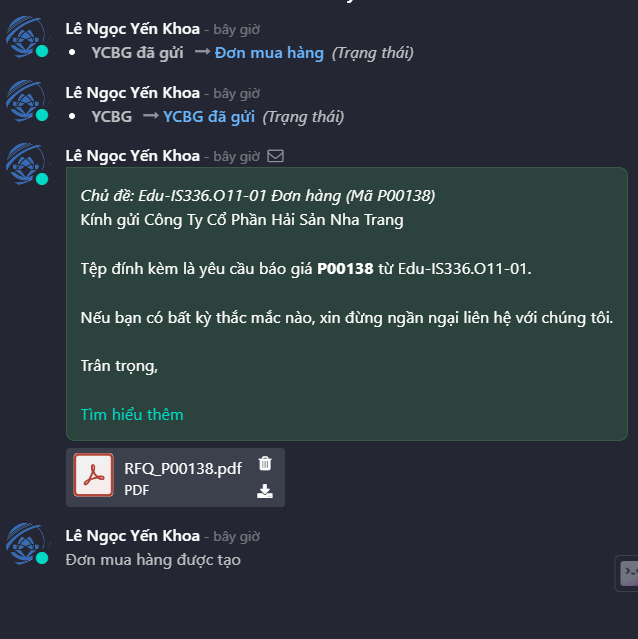 Lê Ngọc Yến Khoa - bây giờ
• YCBG đã gửi → Đơn mua hàng (Trạng thái)
Lê Ngọc Yến Khoa - bây giờ
• YCBG → YCBG đã gửi (Trạng thái)
Lê Ngọc Yến Khoa - bây giờ
Chủ đề: Edu-IS336.O11-01 Đơn hàng (Mã P00138)
Kính gửi Công Ty Cổ Phần Hải Sản Nha Trang
Tệp đính kèm là yêu cầu báo giá P00138 từ Edu-IS336.O11-01.
Nếu bạn có bất kỳ thắc mắc nào, xin đừng ngần ngại liên hệ với chúng tôi.
Trân trọng,
Tìm hiểu thêm
RFQ_P00138.pdf
PDF
Lê Ngọc Yến Khoa - bây giờ
Đơn mua hàng được tạo